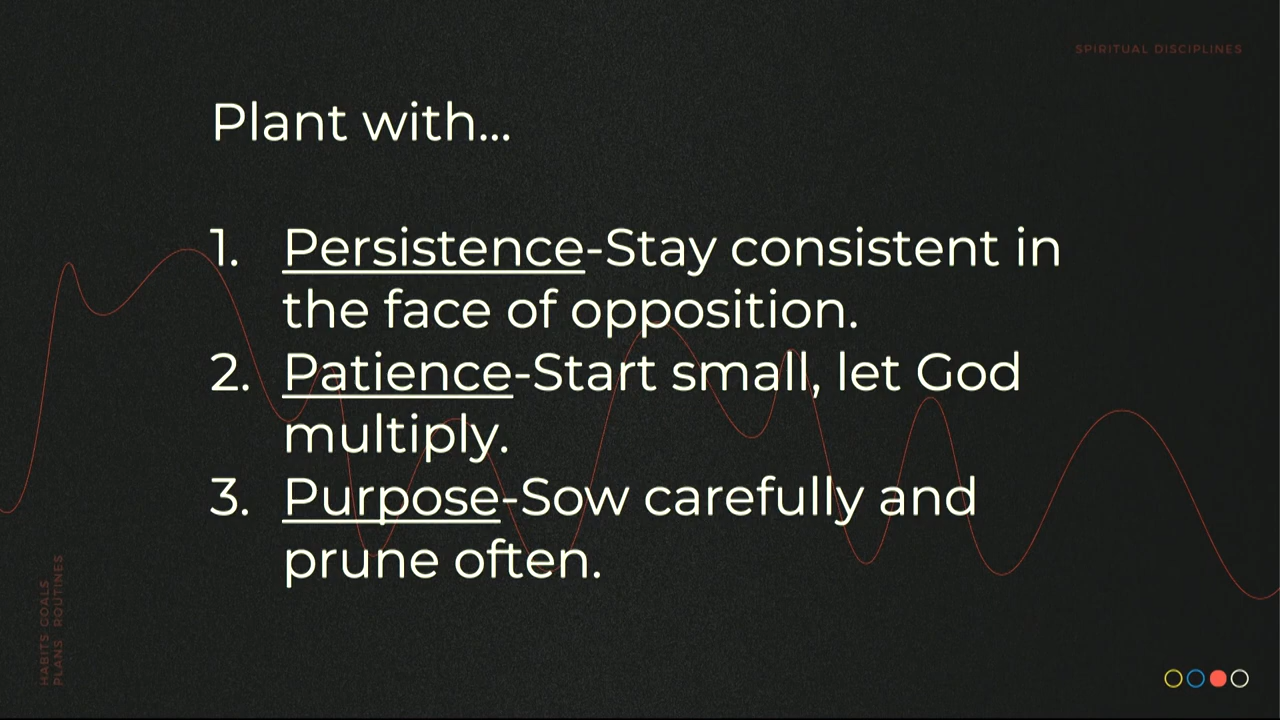 SPIRITUAL DISCIPLINES
Plant with...
1. Persistence-Stay consistent in
the face of opposition.
2. Patience-Start small, let God
multiply.
3. Purpose-Sow carefully and
prune often.
HABITS GOALS
PLANS ROUTINES